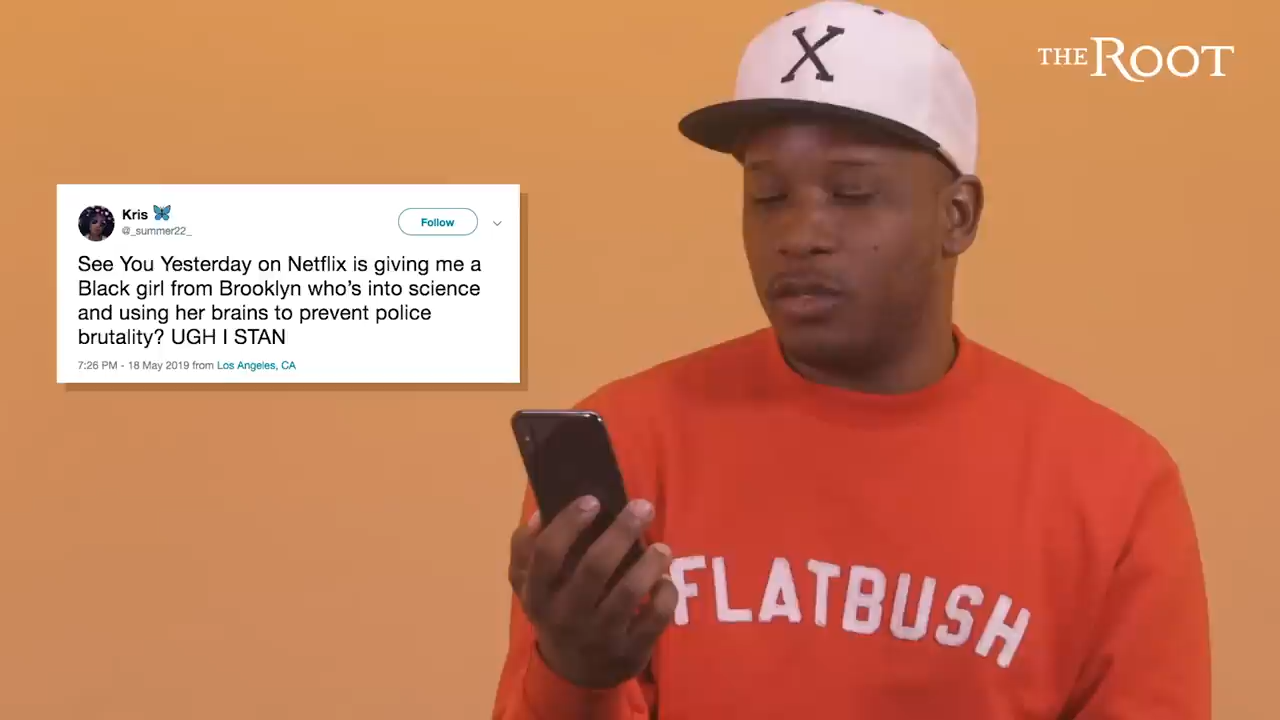 THE ROOT
X
Kris
@_summer22_
Follow
See You Yesterday on Netflix is giving me a
Black girl from Brooklyn who's into science
and using her brains to prevent police
brutality? UGH I STAN
7:26 PM - 18 May 2019 from Los Angeles, CA
FLATBUSH